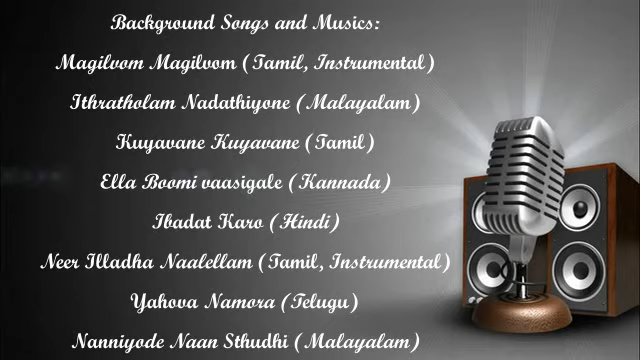 Background Songs and Musics:
Magilvom Magilvom (Tamil, Instrumental)
Ithratholam Nadathiyone (Malayalam)
Kuyavane Kuyavane (Tamil)
Ella Boomi vaasigale (Kannada)
Ibadat Karo (Hindi)
Neer Illadha Naalellam (Tamil, Instrumental)
Yahova Namora (Telugu)
Nanniyode Naan Sthudhi (Malayalam)